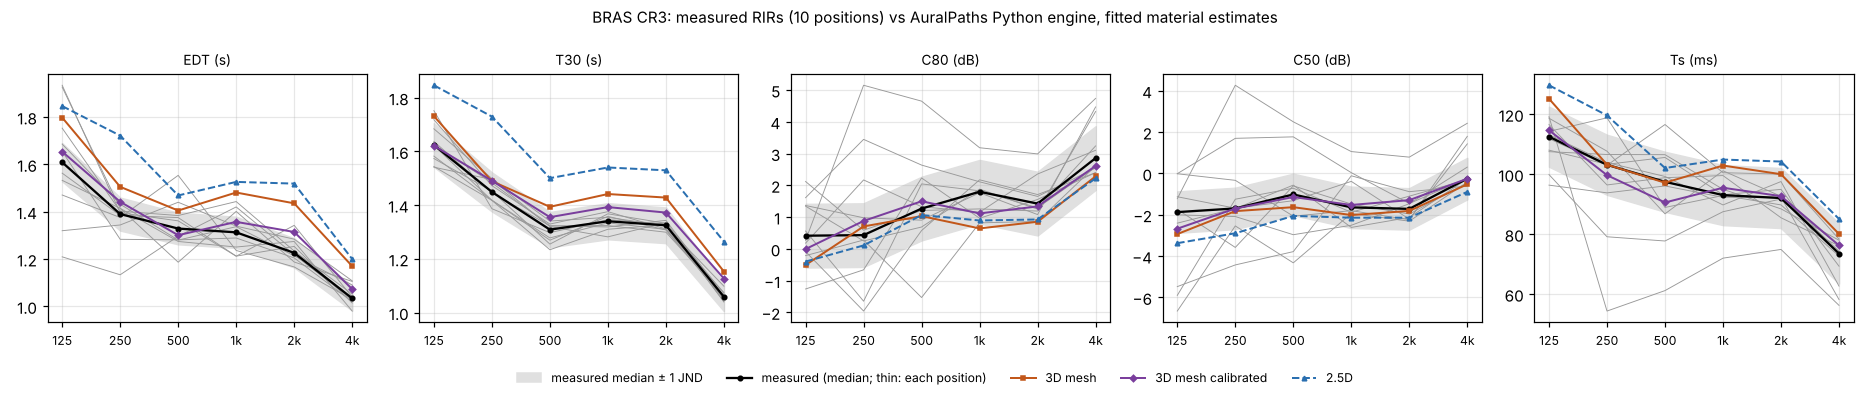 BRAS CR3: measured RIRs (10 positions) vs AuralPaths Python engine, fitted material estimates
EDT (s)
1.8
1.6
1.4
1.2
1.0
125 250 500 1k 2k 4k
T30 (s)
1.8
1.6
1.4
1.2
1.0
125 250 500 1k 2k 4k
C80 (dB)
5
4
3
2
1
0
−1
−2
125 250 500 1k 2k 4k
C50 (dB)
4
2
0
−2
−4
−6
125 250 500 1k 2k 4k
Ts (ms)
120
100
80
60
125 250 500 1k 2k 4k
measured median ± 1 JND
measured (median; thin: each position)
3D mesh
3D mesh calibrated
2.5D